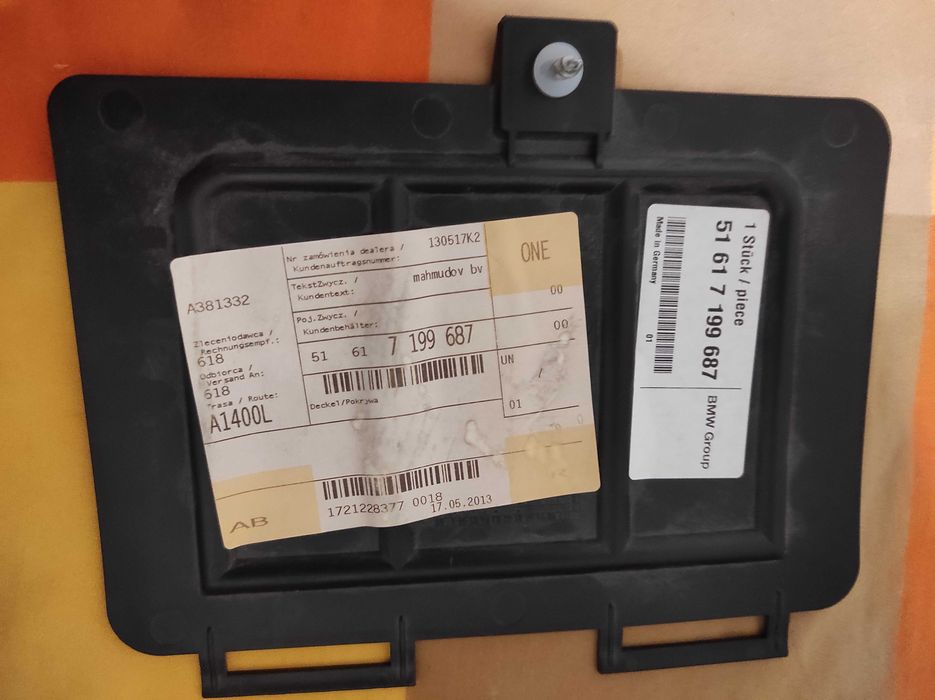 A381332
Zleceniodawca /
Rechnungsempf.:
618
Odbiorca /
Versand An:
618
Trasa / Route:
A1400L
Nr zamówienia dealera /
Kundenauftragsnummer:
130517K2
TekstZwycz. /
Kundentext:
mahmudov bv
Poj.Zwycz. /
Kundenbehälter:
51 61 7 199 687
Deckel/Pokrywa
ONE
00
00
UN
/
01
AB
1721228377 0018
17.05.2013
1 Stück / piece
51 61 7 199 687
Made in Germany
01
BMW Group